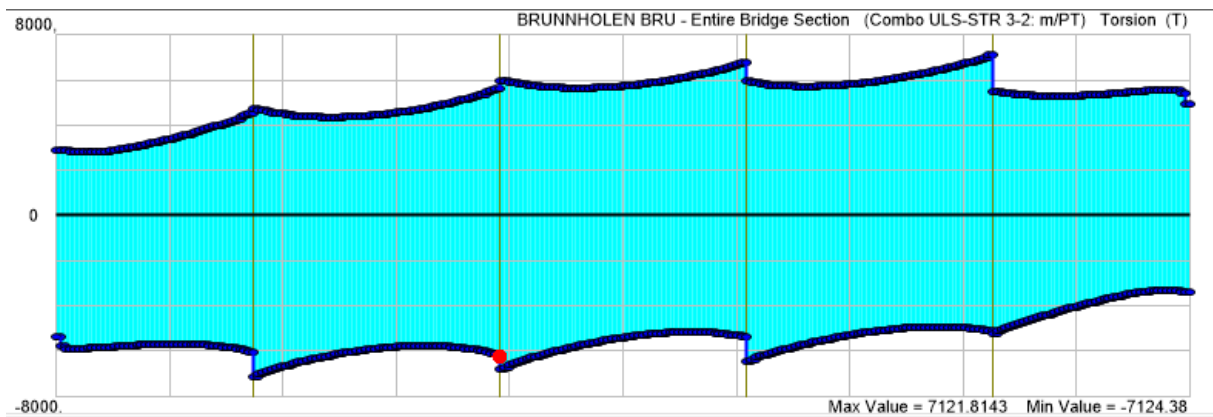 8000, BRUNNHOLEN BRU - Entire Bridge Section (Combo ULS-STR 3-2: m/PT) Torsion (T)
0
-8000. Max Value = 7121.8143 Min Value = -7124.38